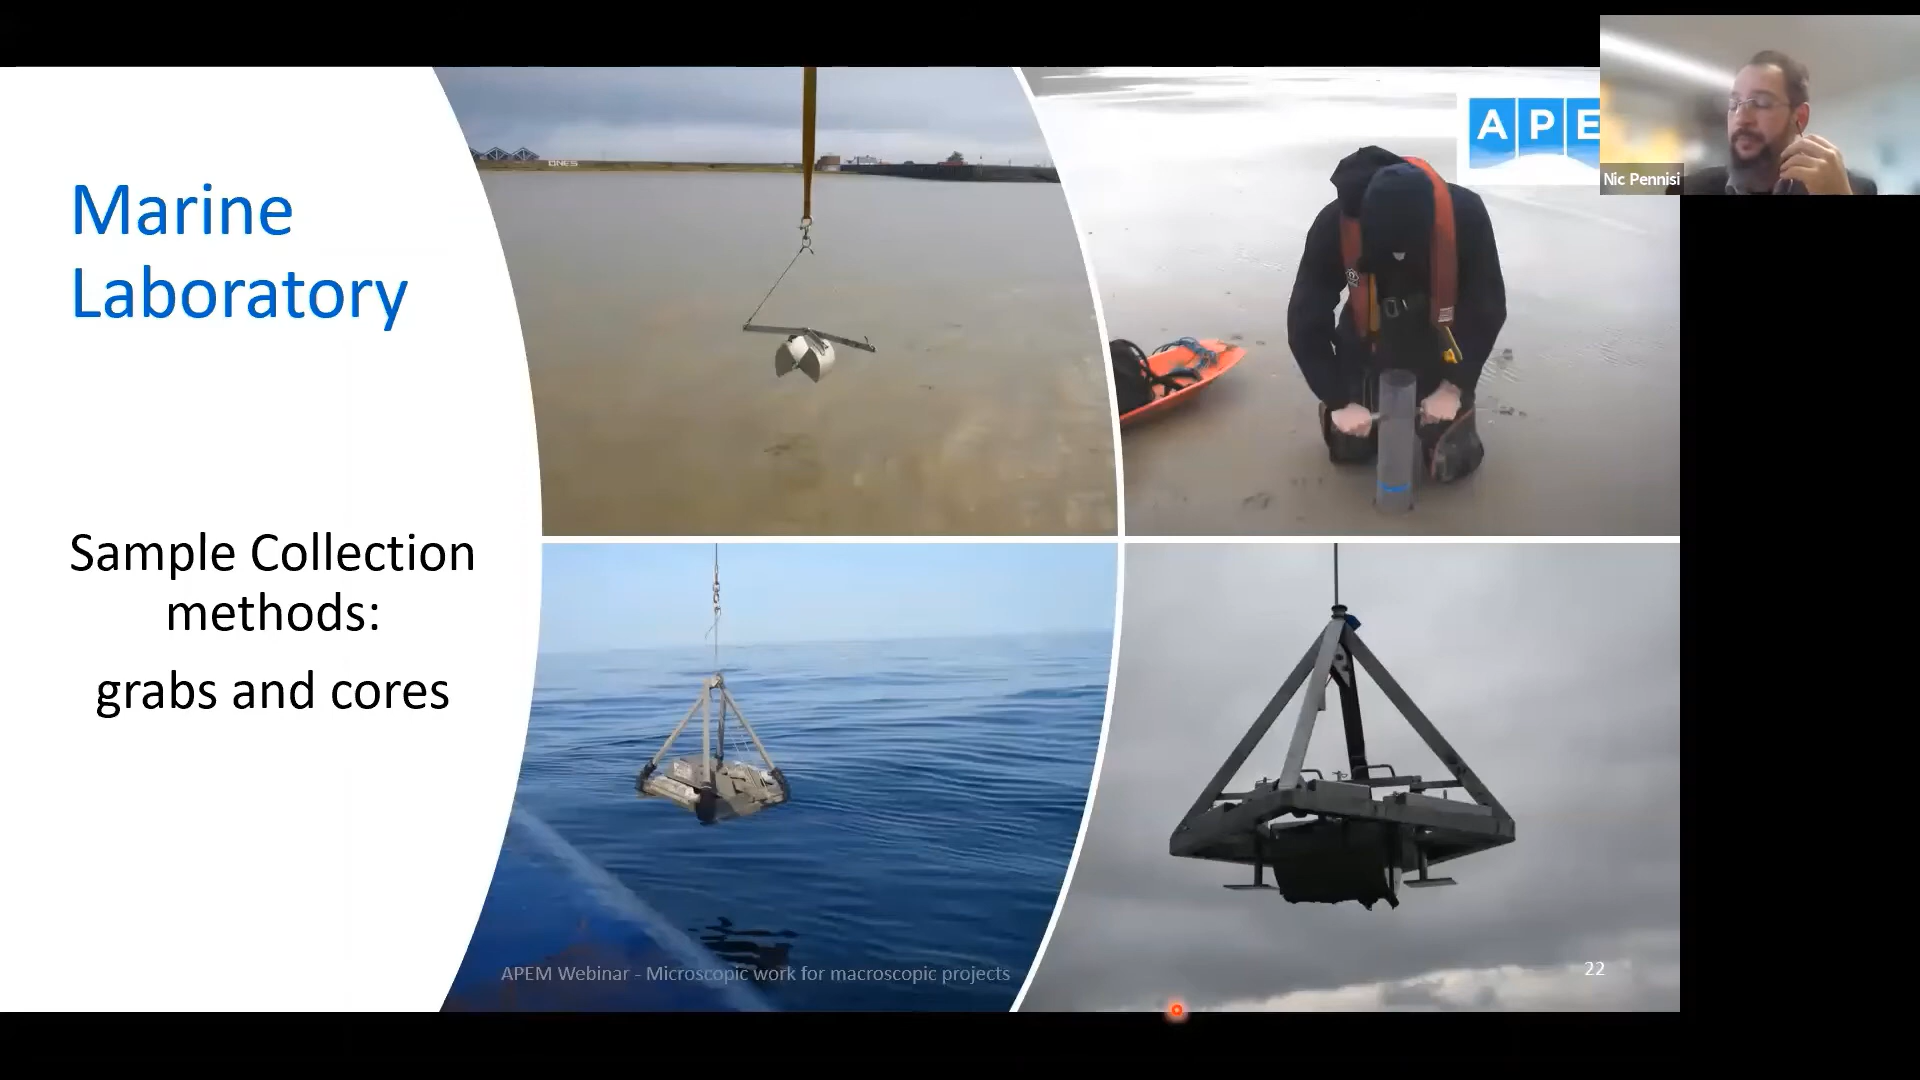 Marine
Laboratory
Sample Collection
methods:
grabs and cores
APE
Nic Pennisi
APEM Webinar - Microscopic work for macroscopic projects
22